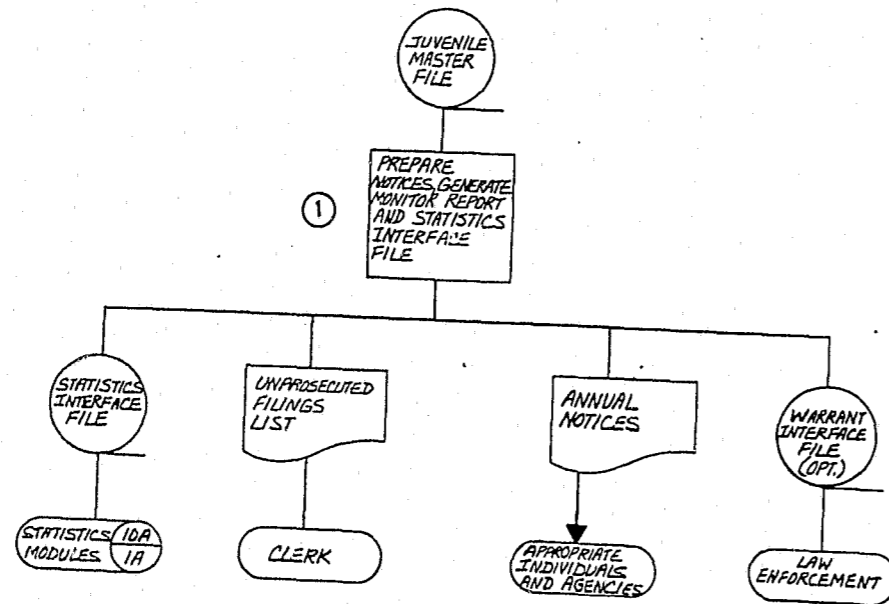 JUVENILE
MASTER
FILE
1
PREPARE
NOTICES, GENERATE
MONITOR REPORT
AND STATISTICS
INTERFACE
FILE
STATISTICS
INTERFACE
FILE
UNPROSECUTED
FILINGS
LIST
ANNUAL
NOTICES
WARRANT
INTERFACE
FILE
(OPT.)
STATISTICS
MODULES
10A
1A
CLERK
APPROPRIATE
INDIVIDUALS
AND AGENCIES
LAW
ENFORCEMENT